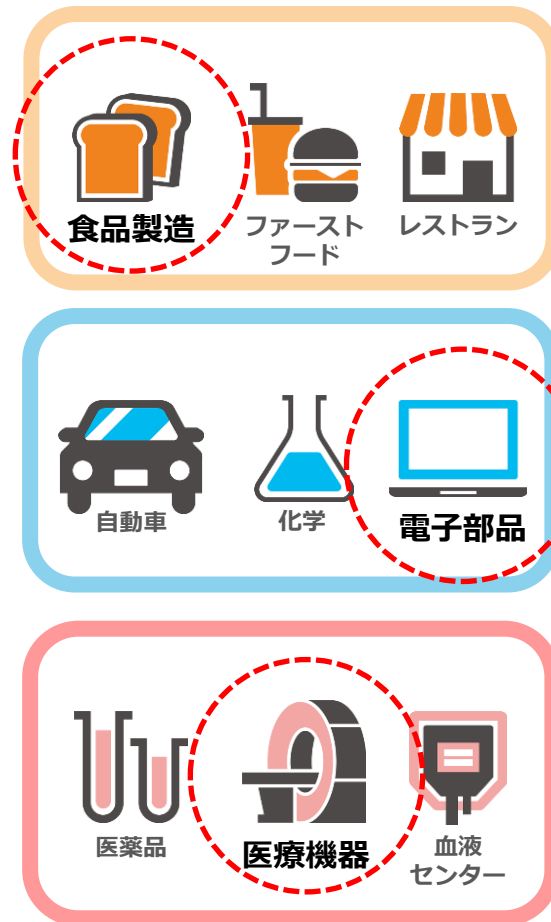 食品製造
ファースト
フード
レストラン
自動車
化学
電子部品
医薬品
医療機器
血液
センター